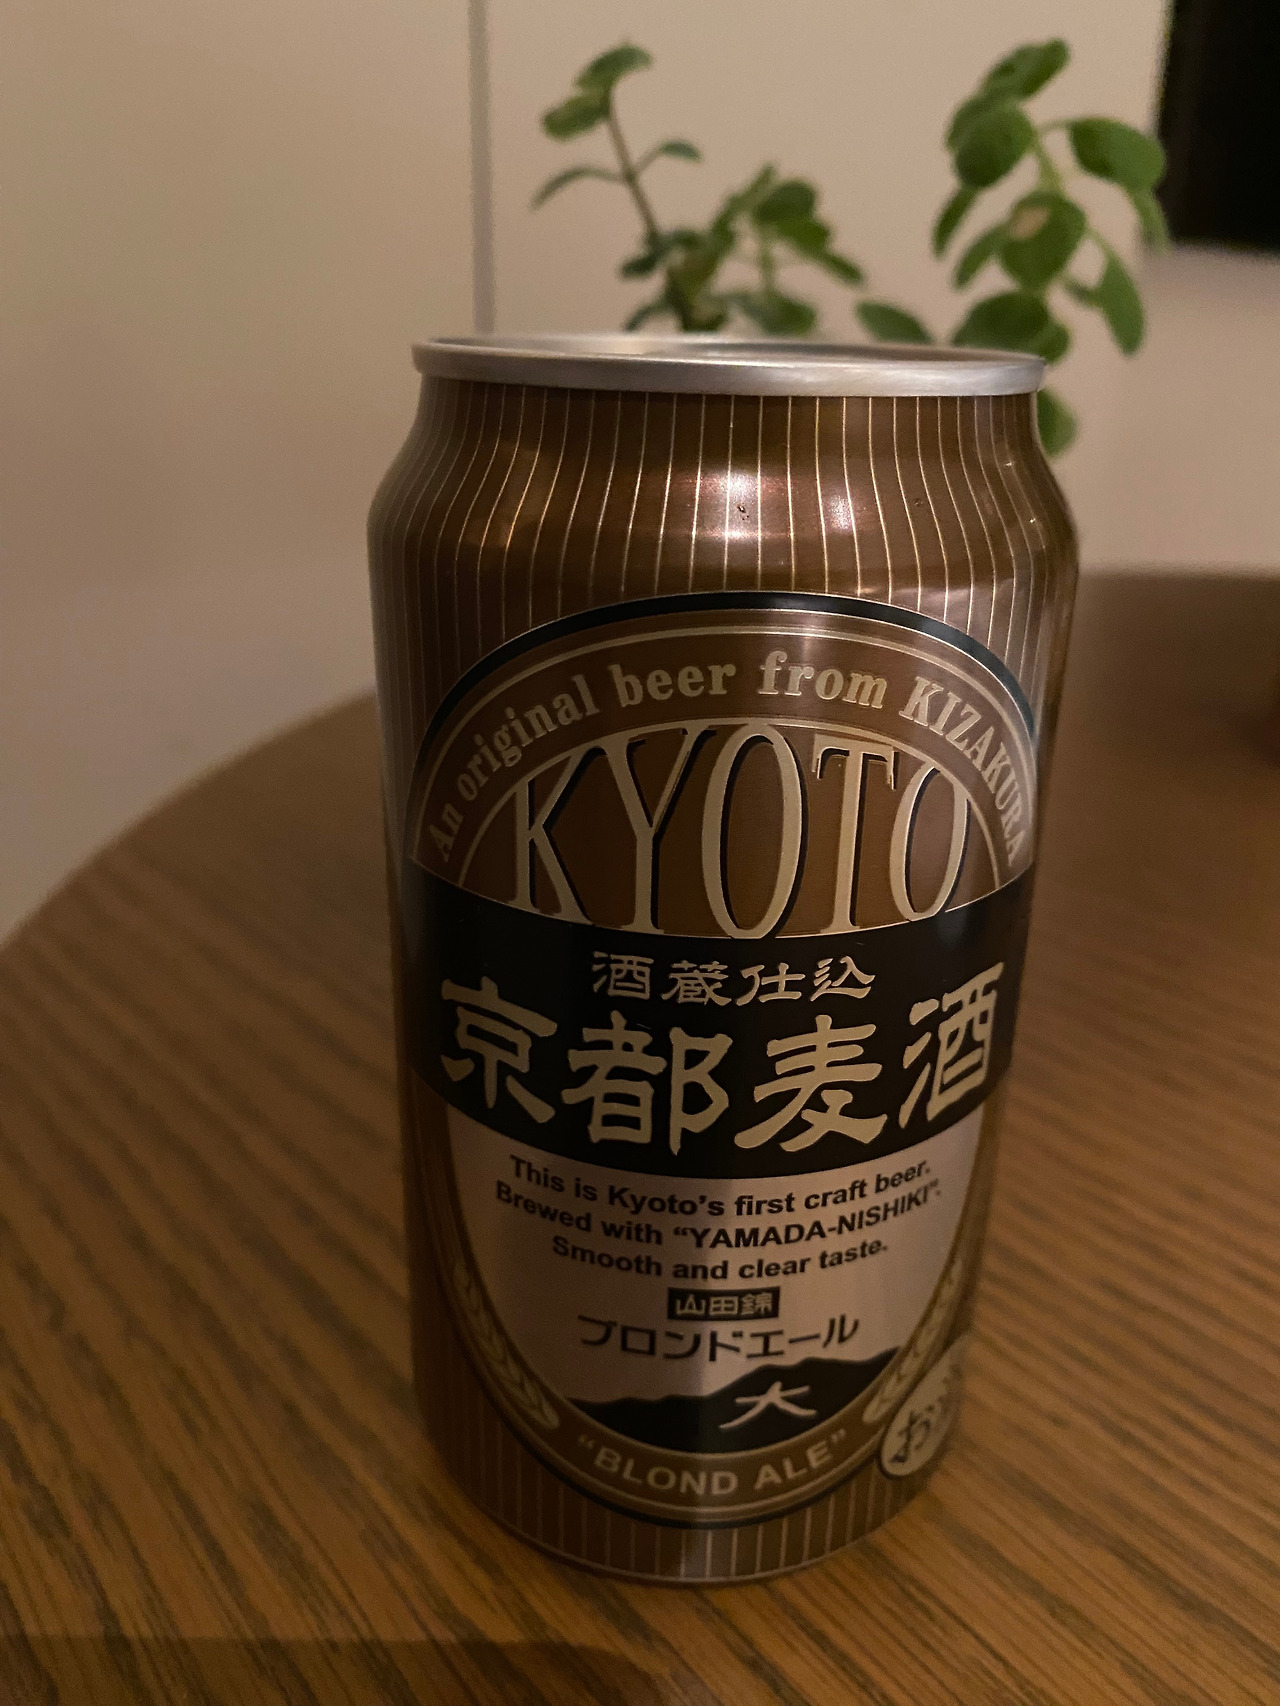 An original beer from KIZAKURA
KYOTO
酒蔵仕込
京都麦酒
This is Kyoto's first craft beer.
Brewed with “YAMADA-NISHIKI”.
Smooth and clear taste.
山田錦
ブロンドエール
大
“BLOND ALE”
お